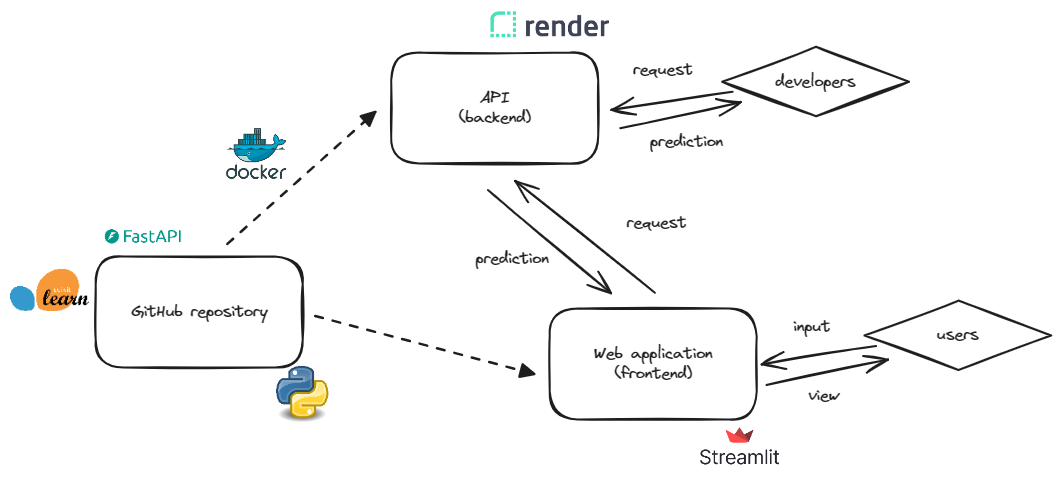 render
API
(backend)
request
developers
prediction
docker
request
FastAPI
prediction
scikit
learn
GitHub repository
Web application
(frontend)
input
users
view
Streamlit